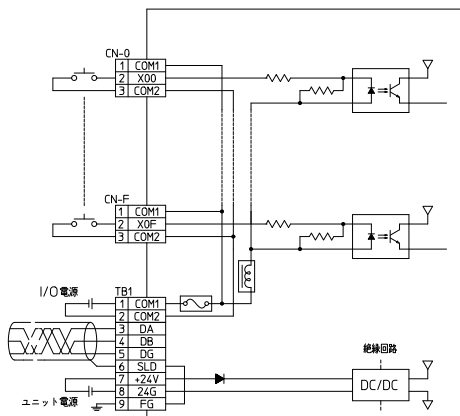 CN-0
1 COM1
2 X00
3 COM2
CN-F
1 COM1
2 X0F
3 COM2
I/O電源
TB1
1 COM1
2 COM2
3 DA
4 DB
5 DG
6 SLD
7 +24V
8 24G
9 FG
ユニット電源
絶縁回路
DC/DC